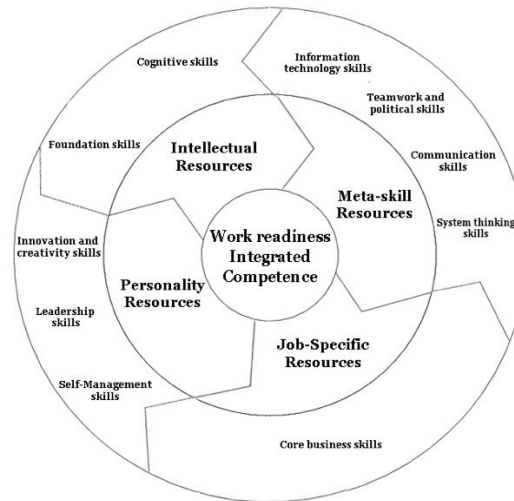 Cognitive skills
Information
technology skills
Teamwork and
political skills
Foundation skills
Intellectual
Resources
Communication
skills
Meta-skill
Resources
System thinking
skills
Innovation and
creativity skills
Work readiness
Integrated
Competence
Personality
Resources
Leadership
skills
Job-Specific
Resources
Self-Management
skills
Core business skills